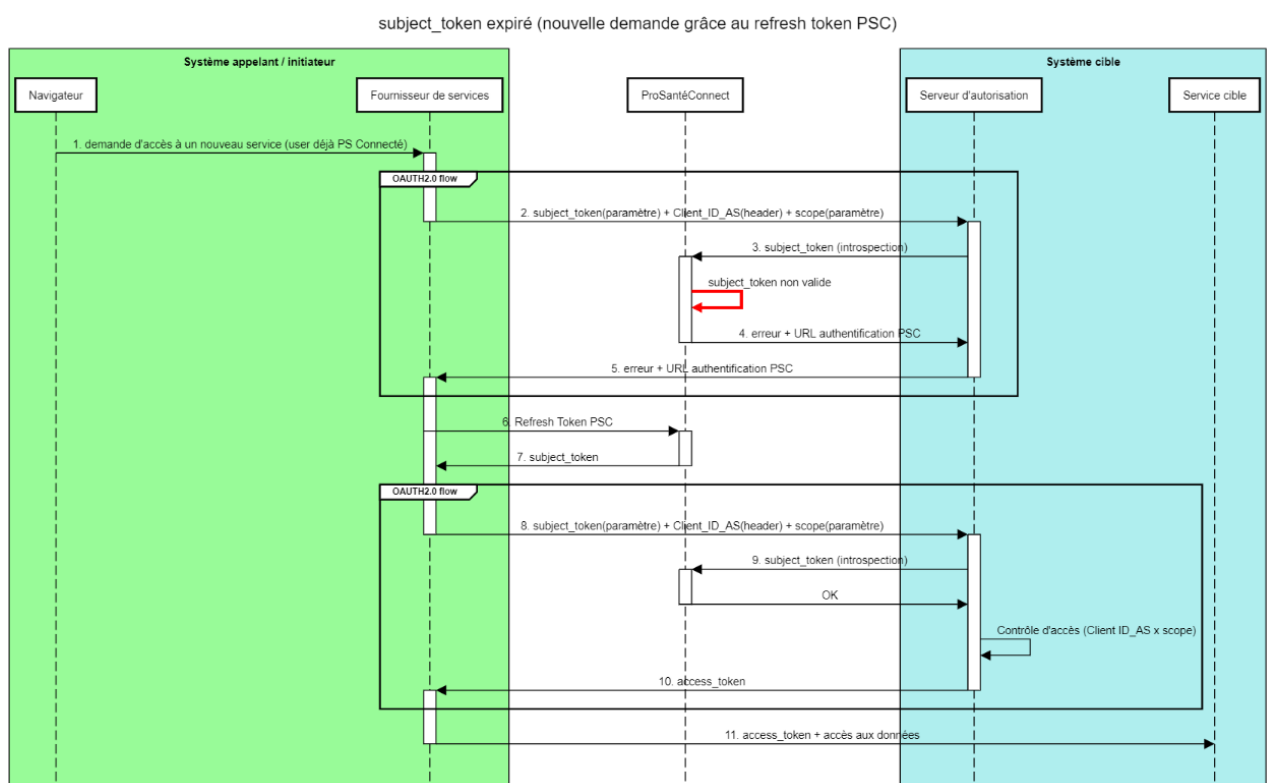 subject_token expiré (nouvelle demande grâce au refresh token PSC)
Système appelant / initiateur
Système cible
Navigateur
Fournisseur de services
ProSantéConnect
Serveur d'autorisation
Service cible
1. demande d'accès à un nouveau service (user déjà PS Connecté)
OAUTH2.0 flow
2. subject_token(paramètre) + Client_ID_AS(header) + scope(paramètre)
3. subject_token (introspection)
subject_token non valide
4. erreur + URL authentification PSC
5. erreur + URL authentification PSC
6. Refresh Token PSC
7. subject_token
OAUTH2.0 flow
8. subject_token(paramètre) + Client_ID_AS(header) + scope(paramètre)
9. subject_token (introspection)
OK
Contrôle d'accès (Client ID_AS x scope)
10. access_token
11. access_token + accès aux données